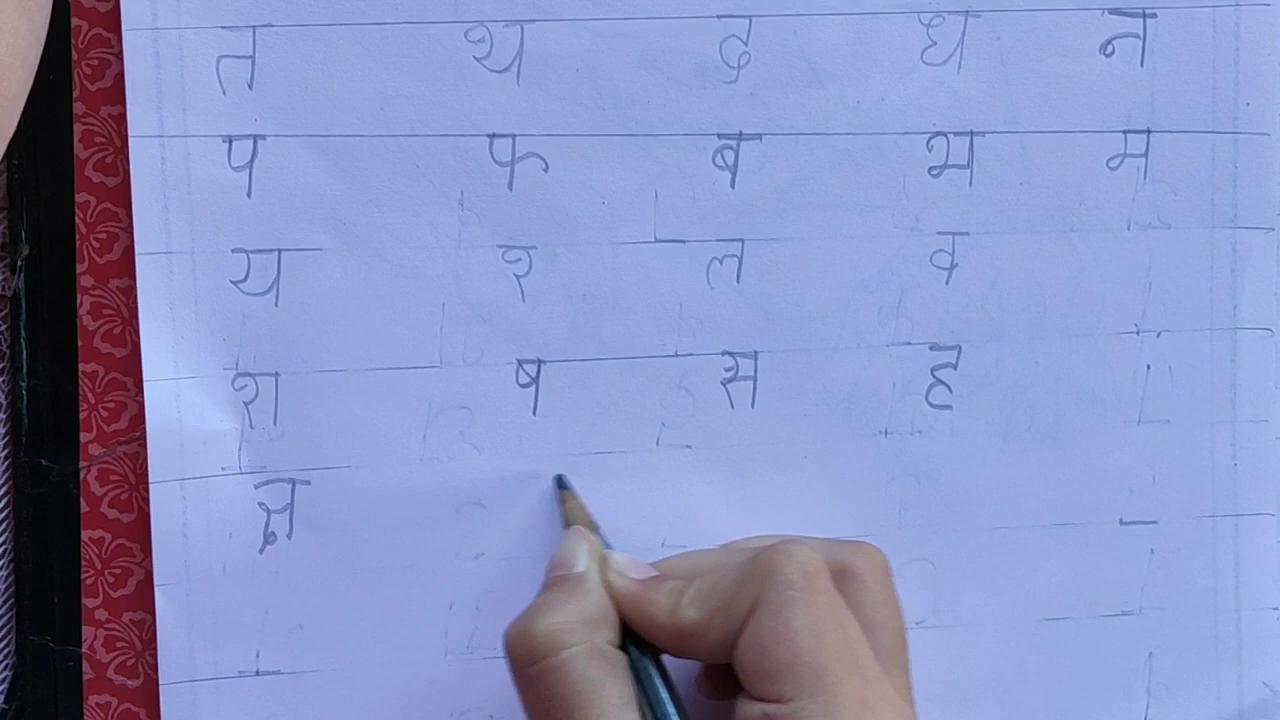 त थ द ध न
प फ ब भ म
य र ल व
श ष स ह
क्ष